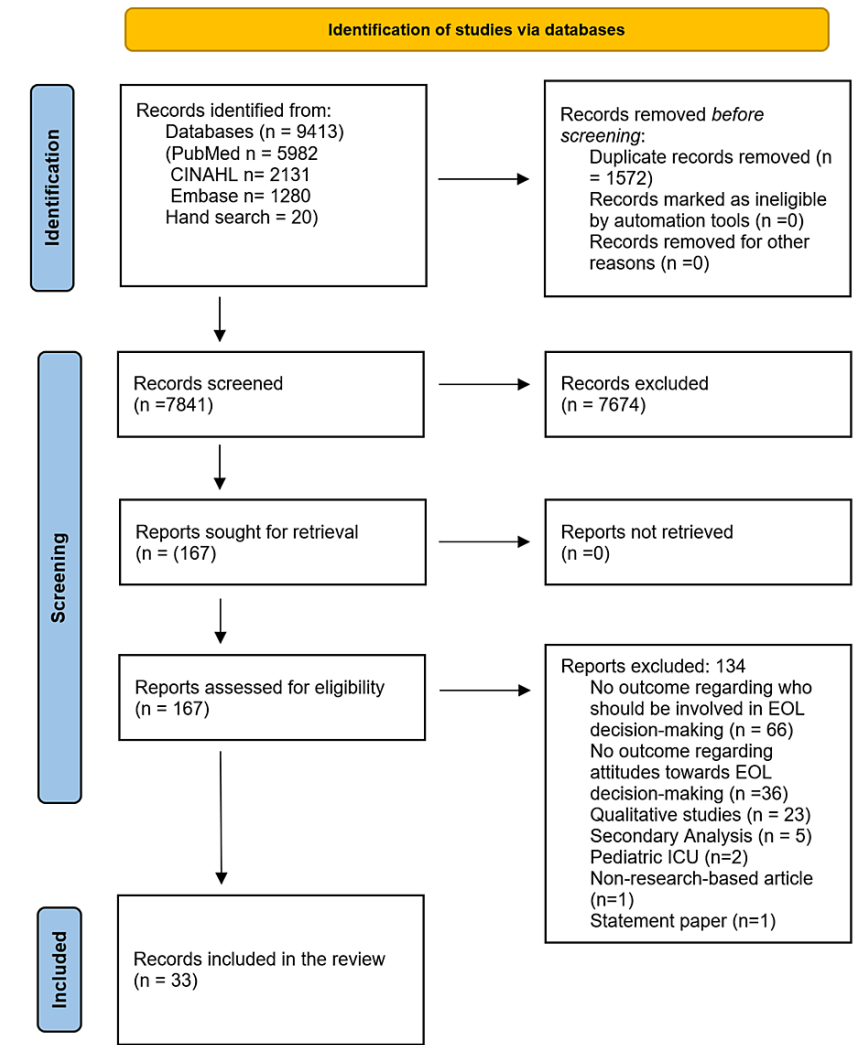 Identification of studies via databases
Identification
Records identified from:
Databases (n = 9413)
(PubMed n = 5982
CINAHL n= 2131
Embase n= 1280
Hand search = 20)
Records removed before
screening:
Duplicate records removed (n
= 1572)
Records marked as ineligible
by automation tools (n =0)
Records removed for other
reasons (n =0)
Screening
Records screened
(n =7841)
Records excluded
(n = 7674)
Reports sought for retrieval
(n = (167)
Reports not retrieved
(n =0)
Reports assessed for eligibility
(n = 167)
Reports excluded: 134
No outcome regarding who
should be involved in EOL
decision-making (n = 66)
No outcome regarding
attitudes towards EOL
decision-making (n =36)
Qualitative studies (n = 23)
Secondary Analysis (n = 5)
Pediatric ICU (n=2)
Non-research-based article
(n=1)
Statement paper (n=1)
Included
Records included in the review
(n = 33)